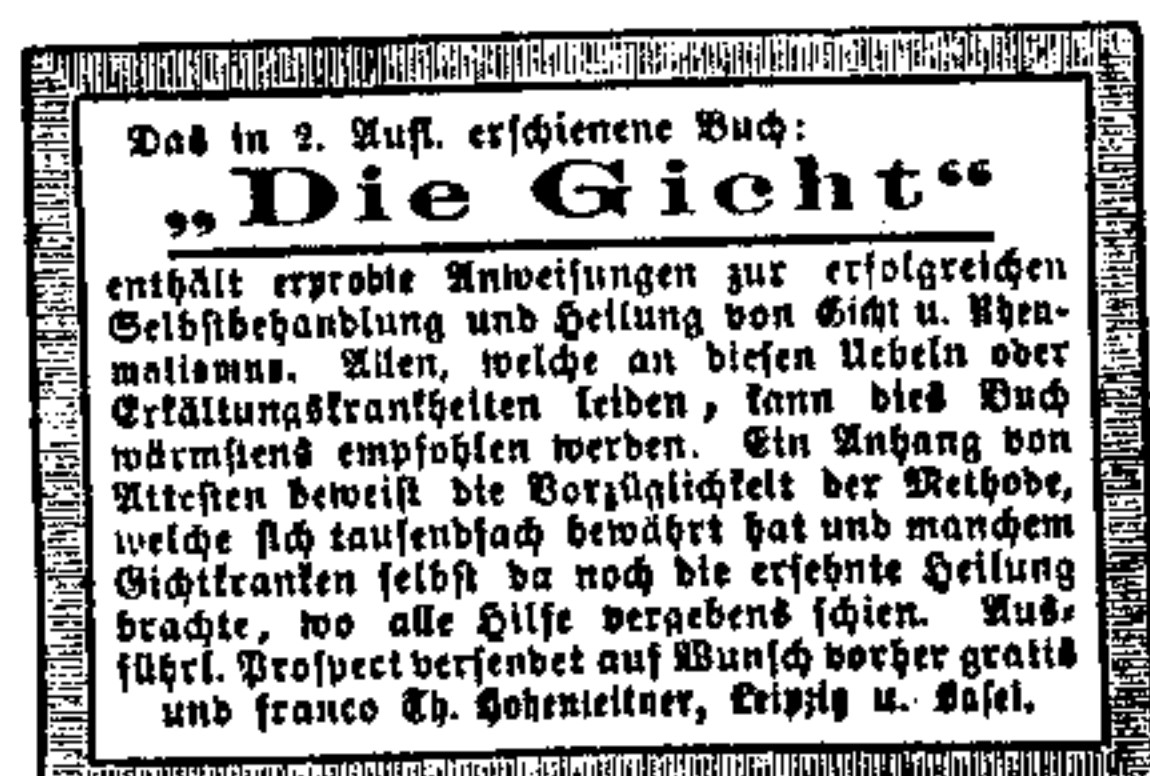 Das in 2. Aufl. erschienene Buch:
„Die Gicht“
enthält erprobte Anweisungen zur erfolgreichen
Selbstbehandlung und Heilung von Gicht u. Rheu-
matismus. Allen, welche an diesen Uebeln oder
Erkältungskrankheiten leiden, kann dies Buch
wärmstens empfohlen werden. Ein Anhang von
Attesten beweist die Vorzüglichkeit der Methode,
welche sich tausendfach bewährt hat und manchem
Gichtkranken selbst da noch die ersehnte Heilung
brachte, wo alle Hilfe vergebens schien. Aus-
führl. Prospect versendet auf Wunsch vorher gratis
und franco Th. Hohenleitner, Leipzig u. Basel.